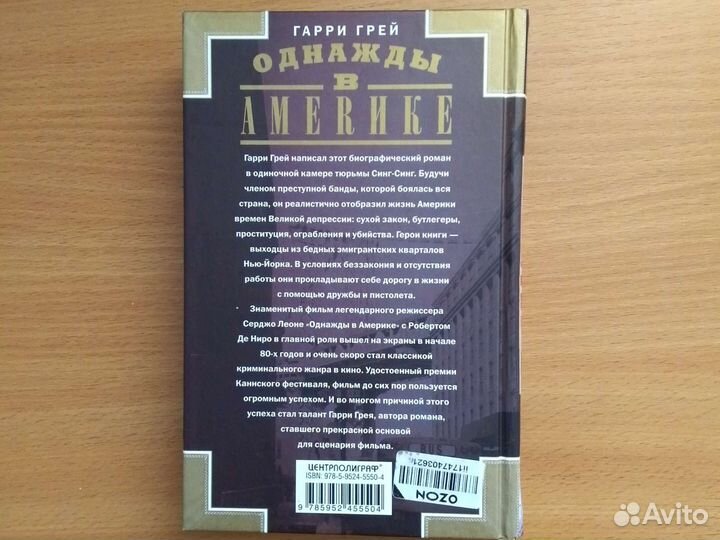 ГАРРИ ГРЕЙ
ОДНАЖДЫ
В
АМЕRИКЕ
Гарри Грей написал этот биографический роман
в одиночной камере тюрьмы Синг-Синг. Будучи
членом преступной банды, которой боялась вся
страна, он реалистично отобразил жизнь Америки
времен Великой депрессии: сухой закон, бутлегеры,
проституция, ограбления и убийства. Герои книги —
выходцы из бедных эмигрантских кварталов
Нью-Йорка. В условиях беззакония и отсутствия
работы они прокладывают себе дорогу в жизни
с помощью дружбы и пистолета.
Знаменитый фильм легендарного режиссера
Серджо Леоне «Однажды в Америке» с Робертом
Де Ниро в главной роли вышел на экраны в начале
80-х годов и очень скоро стал классикой
криминального жанра в кино. Удостоенный премии
Каннского фестиваля, фильм до сих пор пользуется
огромным успехом. И во многом причиной этого
успеха стал талант Гарри Грея, автора романа,
ставшего прекрасной основой
для сценария фильма.
ЦЕНТРПОЛИГРАФ®
ISBN: 978-5-9524-5550-4
9 785952 455504
OZON
Avito